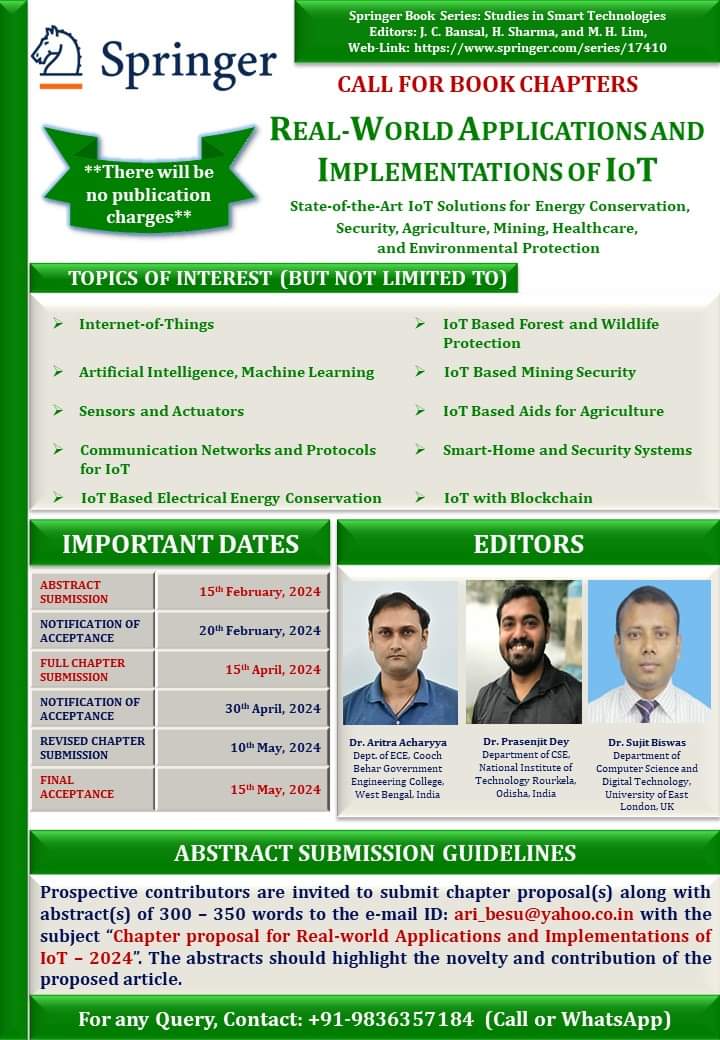 Springer
Springer Book Series: Studies in Smart Technologies
Editors: J. C. Bansal, H. Sharma, and M. H. Lim,
Web-Link: https://www.springer.com/series/17410
CALL FOR BOOK CHAPTERS
REAL-WORLD APPLICATIONS AND
IMPLEMENTATIONS OF IOT
**There will be
no publication
charges**
State-of-the-Art IoT Solutions for Energy Conservation,
Security, Agriculture, Mining, Healthcare,
and Environmental Protection
TOPICS OF INTEREST (BUT NOT LIMITED TO)
Internet-of-Things
Artificial Intelligence, Machine Learning
Sensors and Actuators
Communication Networks and Protocols
for IoT
IoT Based Electrical Energy Conservation
IoT Based Forest and Wildlife
Protection
IoT Based Mining Security
IoT Based Aids for Agriculture
Smart-Home and Security Systems
IoT with Blockchain
IMPORTANT DATES
ABSTRACT
SUBMISSION
15th February, 2024
NOTIFICATION OF
ACCEPTANCE
20th February, 2024
FULL CHAPTER
SUBMISSION
15th April, 2024
NOTIFICATION OF
ACCEPTANCE
30th April, 2024
REVISED CHAPTER
SUBMISSION
10th May, 2024
FINAL
ACCEPTANCE
15th May, 2024
EDITORS
Dr. Aritra Acharyya
Dept. of ECE, Cooch
Behar Government
Engineering College,
West Bengal, India
Dr. Prasenjit Dey
Department of CSE,
National Institute of
Technology Rourkela,
Odisha, India
Dr. Sujit Biswas
Department of
Computer Science and
Digital Technology,
University of East
London, UK
ABSTRACT SUBMISSION GUIDELINES
Prospective contributors are invited to submit chapter proposal(s) along with
abstract(s) of 300 – 350 words to the e-mail ID: ari_besu@yahoo.co.in with the
subject “Chapter proposal for Real-world Applications and Implementations of
IoT – 2024”. The abstracts should highlight the novelty and contribution of the
proposed article.
For any Query, Contact: +91-9836357184 (Call or WhatsApp)